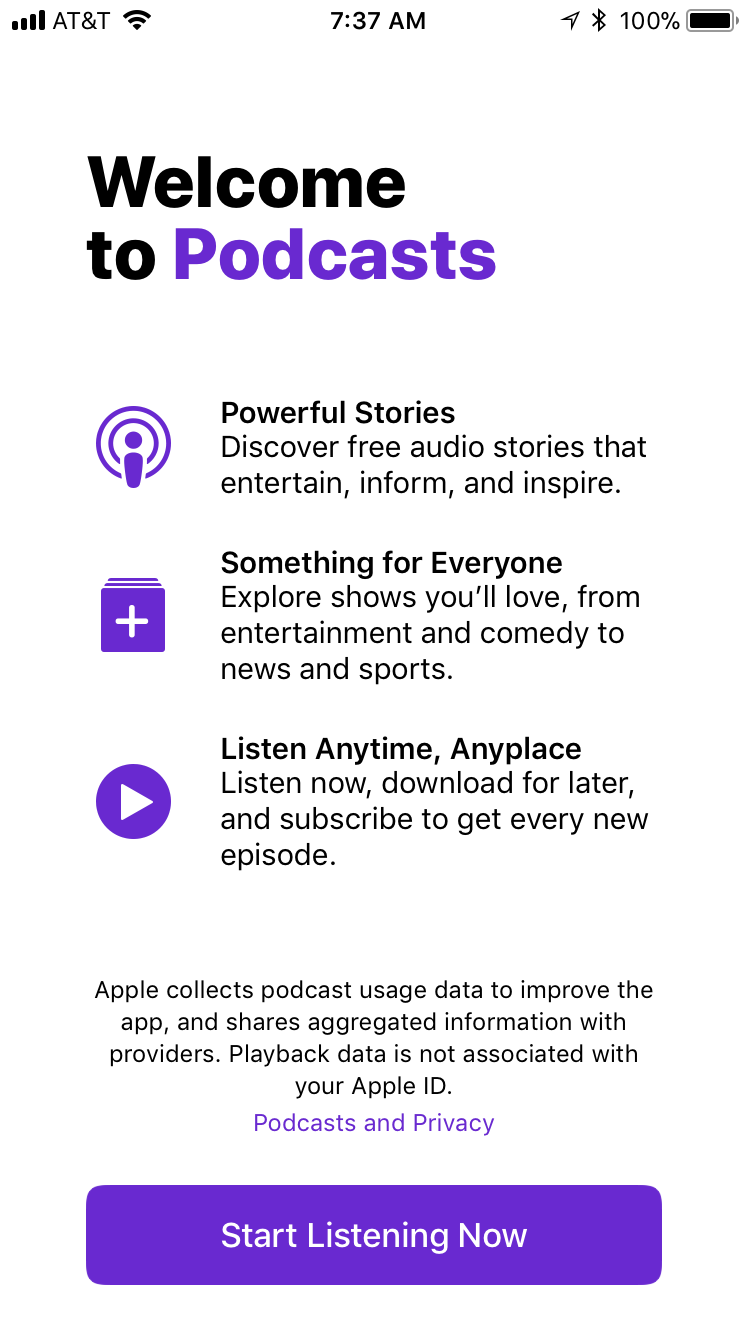 AT&T 7:37 AM 100%
Welcome
to Podcasts
Powerful Stories
Discover free audio stories that
entertain, inform, and inspire.
Something for Everyone
Explore shows you’ll love, from
entertainment and comedy to
news and sports.
Listen Anytime, Anyplace
Listen now, download for later,
and subscribe to get every new
episode.
Apple collects podcast usage data to improve the
app, and shares aggregated information with
providers. Playback data is not associated with
your Apple ID.
Podcasts and Privacy
Start Listening Now